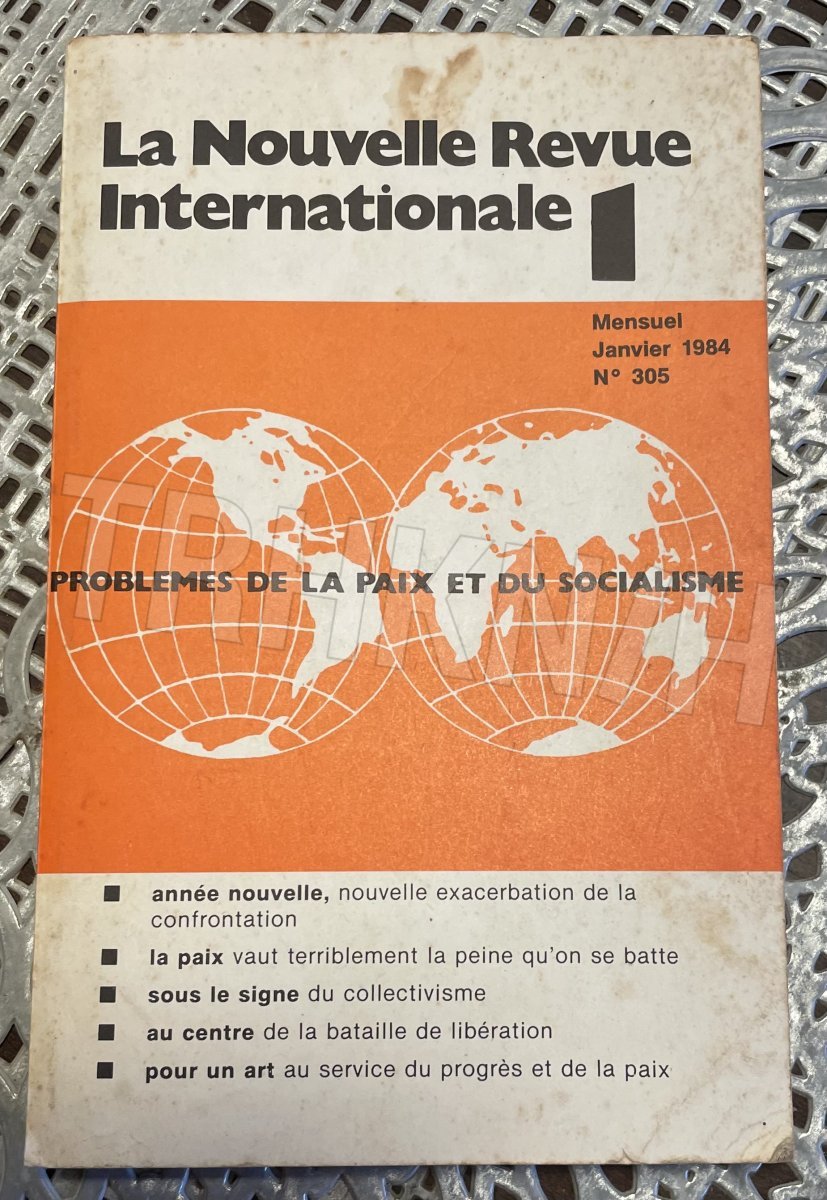 La Nouvelle Revue
Internationale 1
Mensuel
Janvier 1984
N° 305
PROBLEMES DE LA PAIX ET DU SOCIALISME
■ année nouvelle, nouvelle exacerbation de la
confrontation
■ la paix vaut terriblement la peine qu'on se batte
■ sous le signe du collectivisme
■ au centre de la bataille de libération
■ pour un art au service du progrès et de la paix